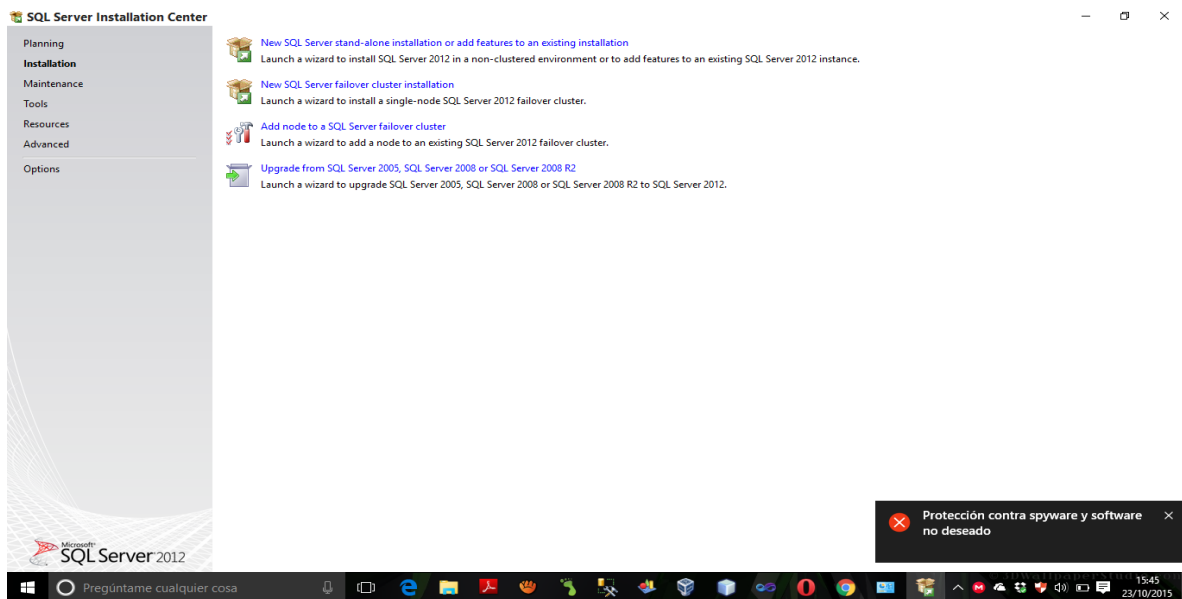 SQL Server Installation Center
Planning
Installation
Maintenance
Tools
Resources
Advanced
Options
New SQL Server stand-alone installation or add features to an existing installation
Launch a wizard to install SQL Server 2012 in a non-clustered environment or to add features to an existing SQL Server 2012 instance.
New SQL Server failover cluster installation
Launch a wizard to install a single-node SQL Server 2012 failover cluster.
Add node to a SQL Server failover cluster
Launch a wizard to add a node to an existing SQL Server 2012 failover cluster.
Upgrade from SQL Server 2005, SQL Server 2008 or SQL Server 2008 R2
Launch a wizard to upgrade SQL Server 2005, SQL Server 2008 or SQL Server 2008 R2 to SQL Server 2012.
Microsoft
SQL Server 2012
Protección contra spyware y software
no deseado
Pregúntame cualquier cosa
15:45
23/10/2015